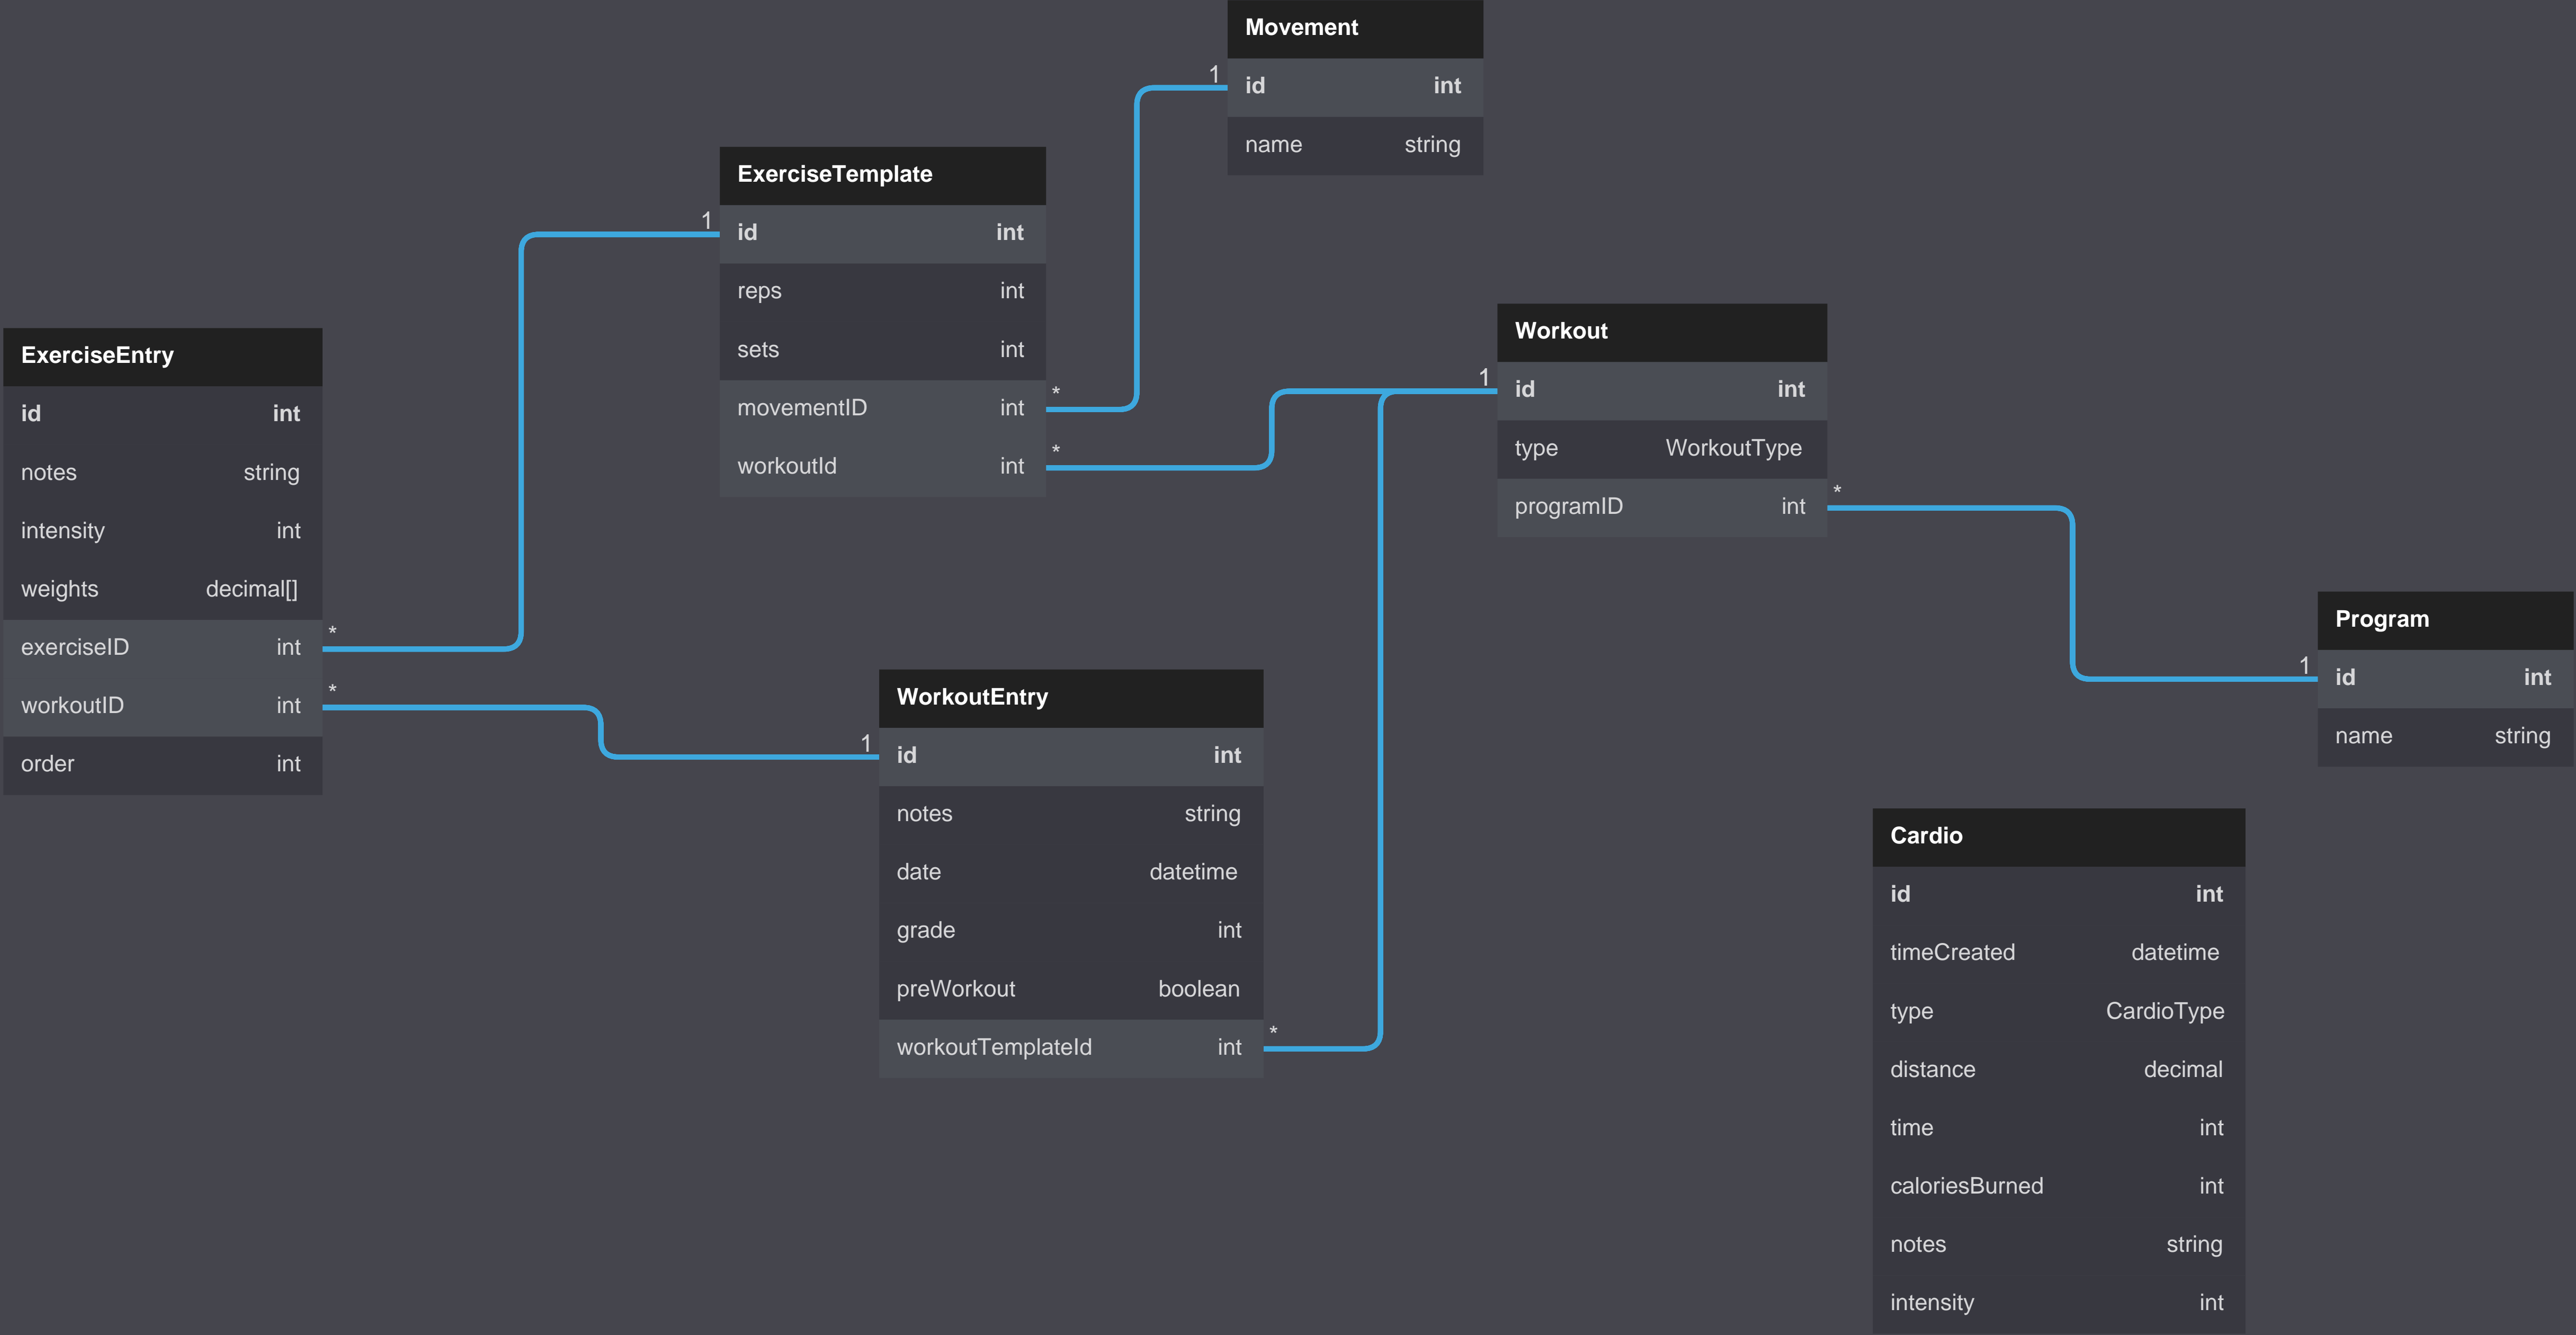 Movement
1
id int
name string
ExerciseTemplate
1
id int
reps int
sets int
movementID int
*
workoutId int
*
Workout
1
id int
type WorkoutType
programID int
*
ExerciseEntry
id int
notes string
intensity int
weights decimal[]
exerciseID int
*
workoutID int
*
order int
Program
1
id int
name string
WorkoutEntry
1
id int
notes string
date datetime
grade int
preWorkout boolean
workoutTemplateId int
*
Cardio
id int
timeCreated datetime
type CardioType
distance decimal
time int
caloriesBurned int
notes string
intensity int